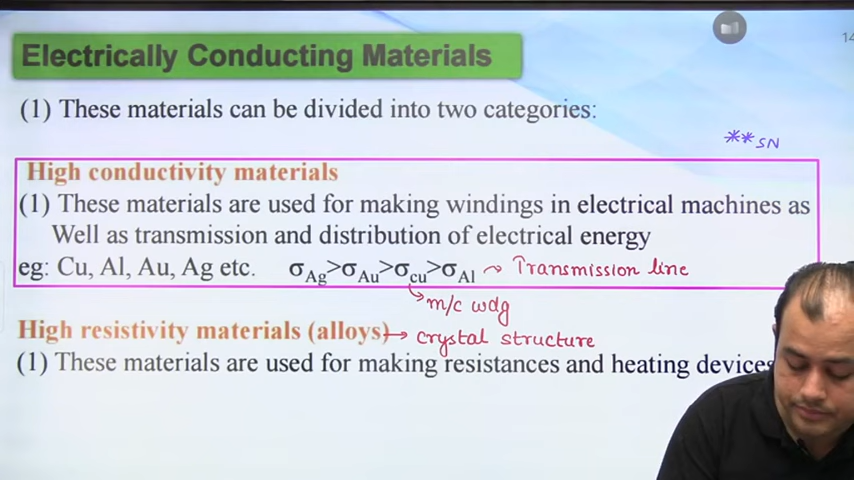 14
Electrically Conducting Materials
(1) These materials can be divided into two categories:
** SN
High conductivity materials
(1) These materials are used for making windings in electrical machines as
Well as transmission and distribution of electrical energy
eg: Cu, Al, Au, Ag etc. σAg>σAu>σcu>σAl → Transmission line
→ m/c wdg
High resistivity materials (alloys) → crystal structure
(1) These materials are used for making resistances and heating devices